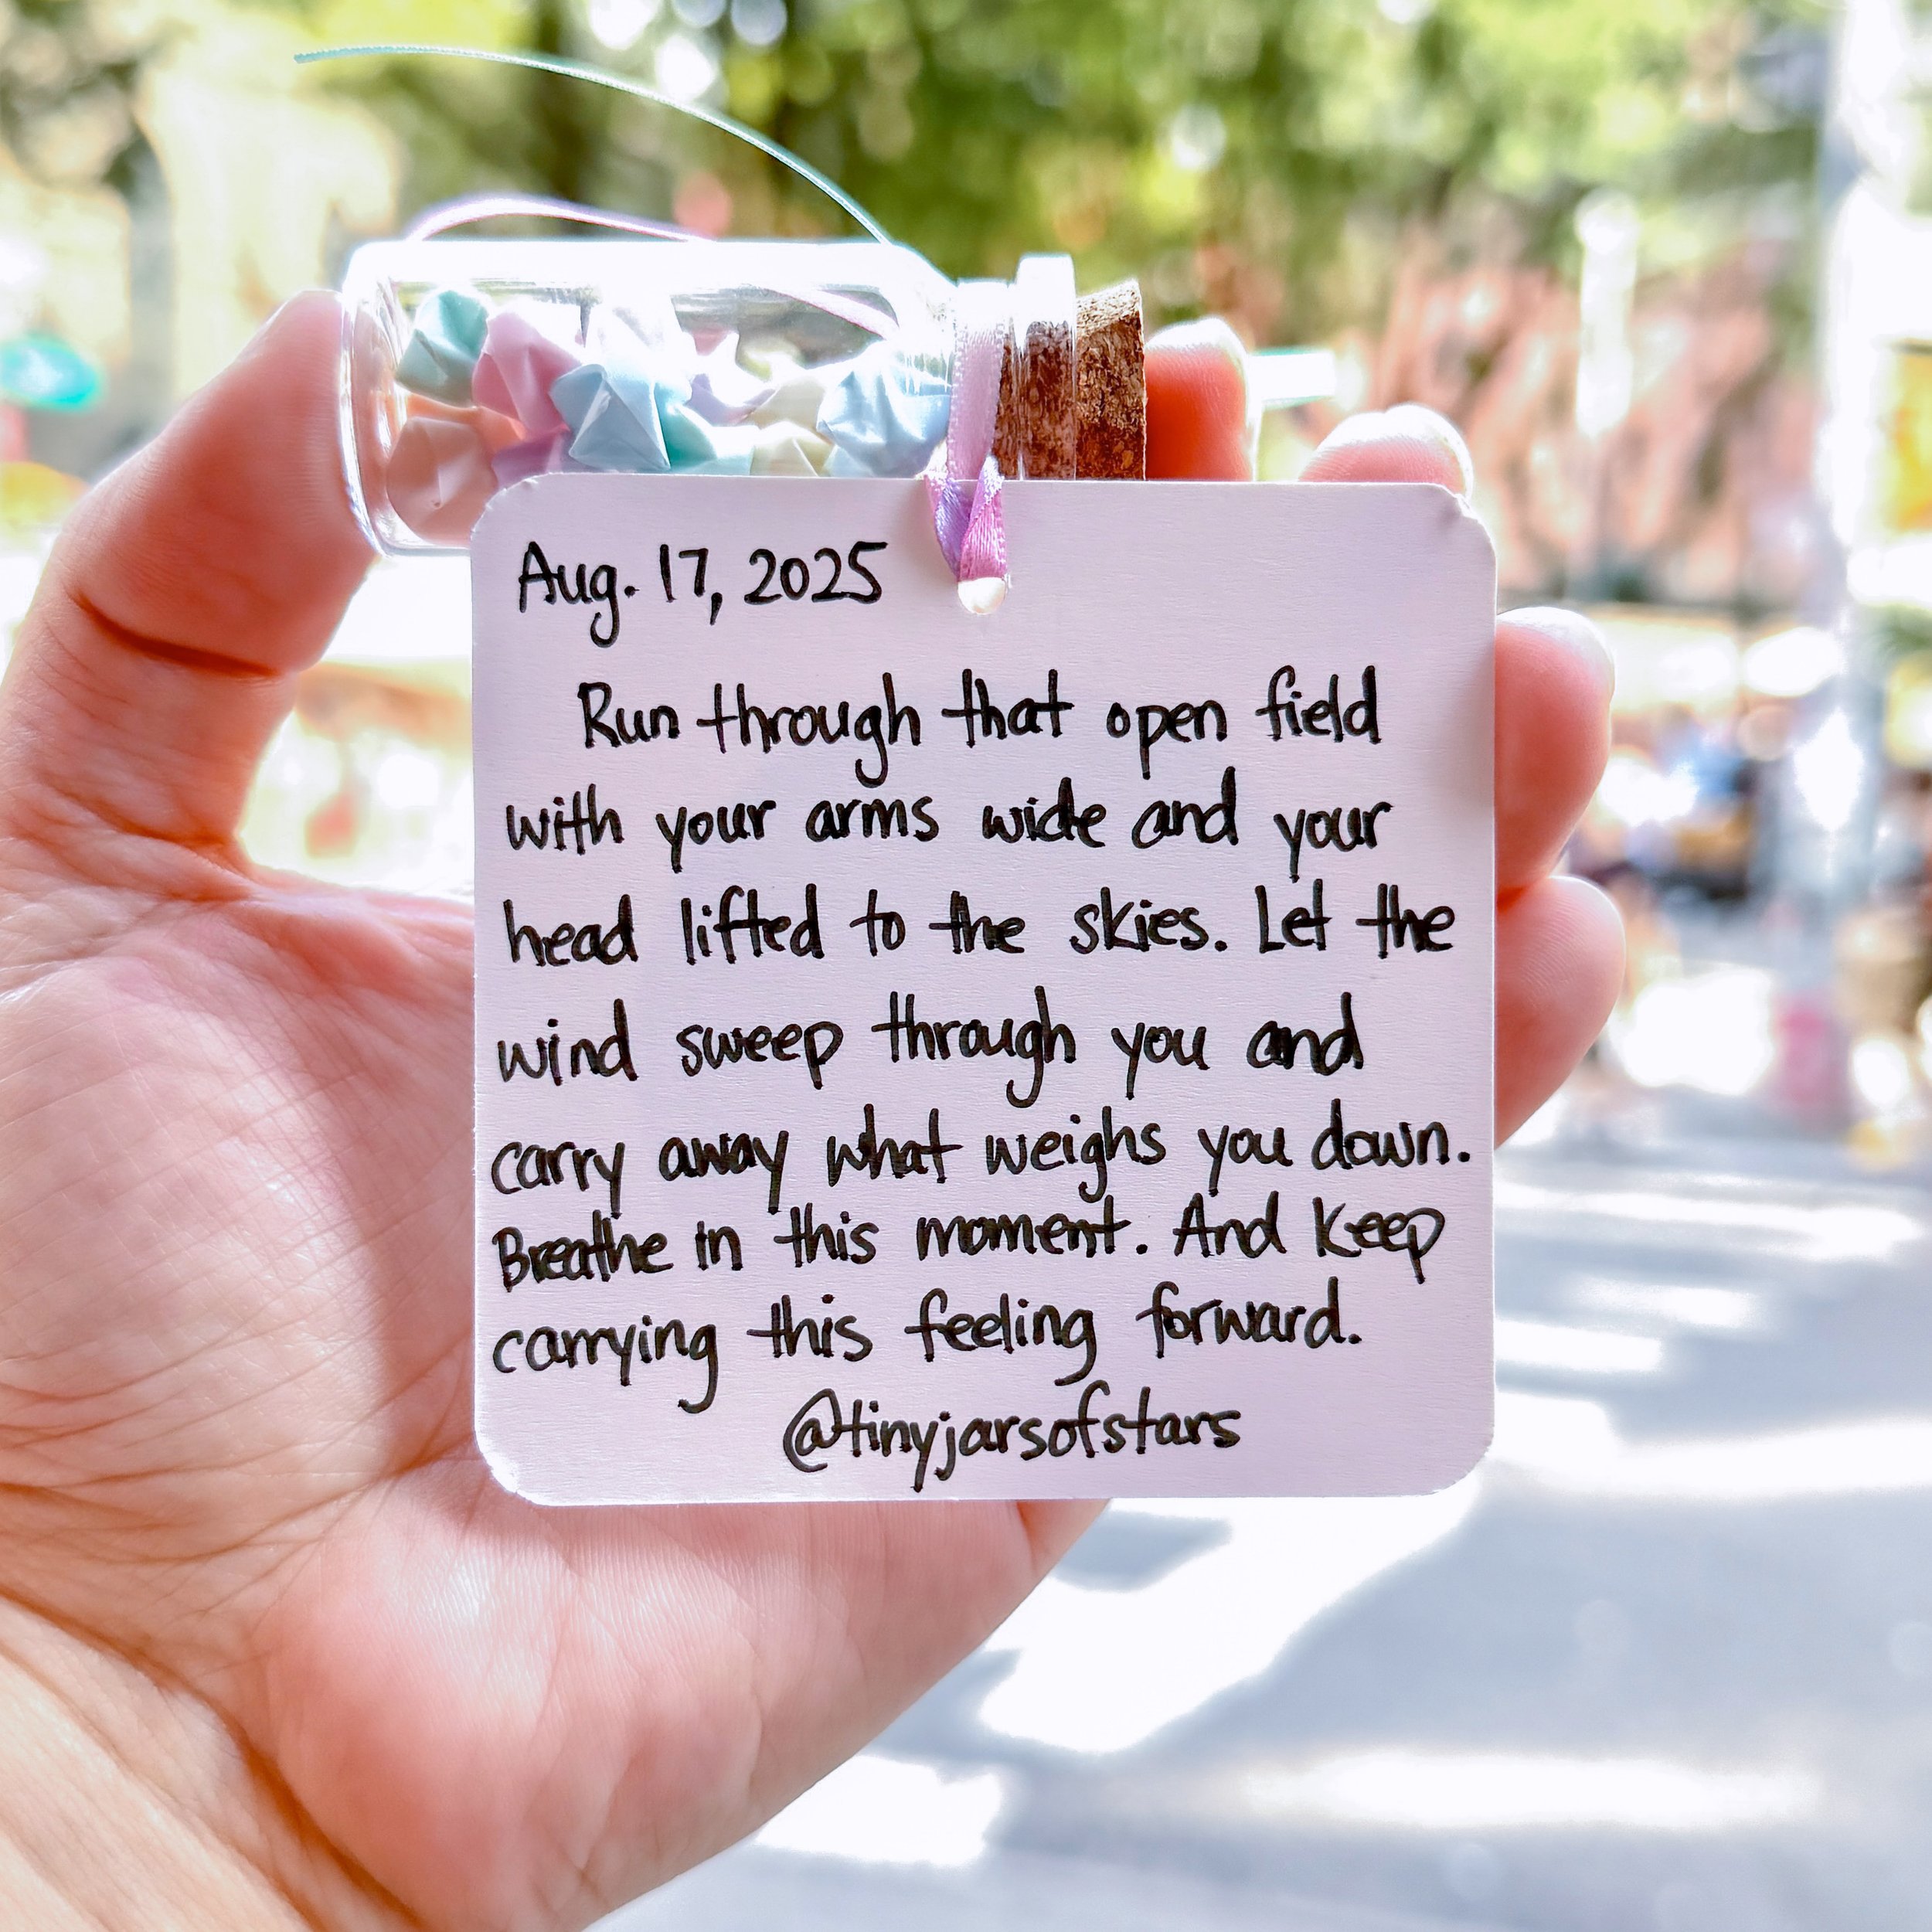 Aug. 17, 2025
Run through that open field
with your arms wide and your
head lifted to the skies. Let the
wind sweep through you and
carry away what weighs you down.
Breathe in this moment. And keep
carrying this feeling forward.
@tinyjarsofstars